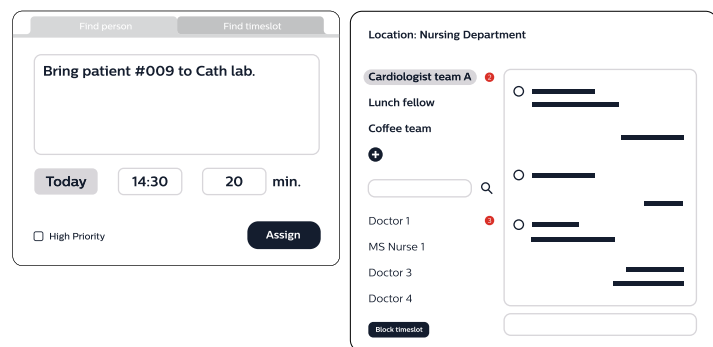 Find person
Find timeslot
Bring patient #009 to Cath lab.
Today
14:30
20
min.
High Priority
Assign
Location: Nursing Department
Cardiologist team A
2
Lunch fellow
Coffee team
Doctor 1
3
MS Nurse 1
Doctor 3
Doctor 4
Block timeslot